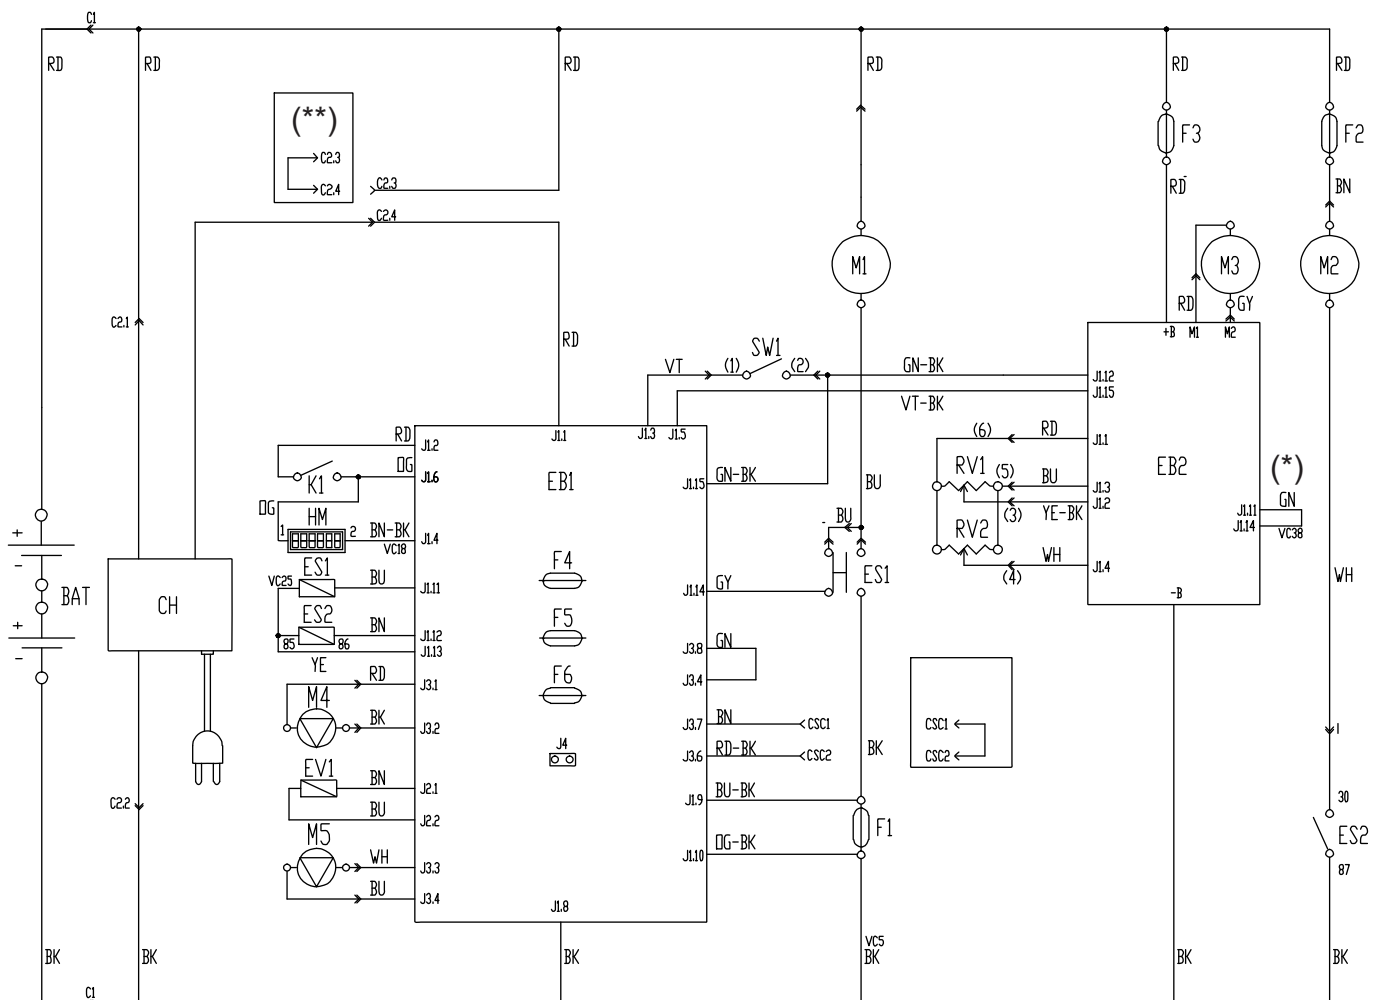 C1
RD
RD
RD
RD
RD
RD
(**)
C2.3
C2.4
C2.3
C2.4
F3
F2
RD
BN
M1
M3
M2
RD
GY
C2.1
+B
M1
M2
RD
SW1
VT
(1)
(2)
GN-BK
J1.12
J1.15
VT-BK
RD
J1.1
J1.3
J1.5
(6)
RD
J1.1
J1.2
OG
J1.6
K1
EB1
GN-BK
J1.15
RV1
(5)
BU
J1.3
EB2
(*)
BU
J1.2
(3)
YE-BK
GN
J1.11
J1.14
VC38
OG
HM
1
2
BN-BK
VC18
J1.4
BU
RV2
WH
(4)
J1.4
ES1
VC25
BU
J1.11
F4
GY
J1.14
ES1
-B
WH
BAT
+
-
+
-
CH
ES2
BN
85
86
J1.12
J1.13
F5
YE
GN
J3.8
J3.4
RD
J3.1
M4
BK
J3.2
F6
BN
J3.7
CSC1
RD-BK
J3.6
CSC2
CSC1
CSC2
J4
BK
EV1
BN
J2.1
BU
J2.2
BU-BK
J1.9
F1
C2.2
30
ES2
87
M5
WH
J3.3
BU
J3.4
OG-BK
J1.10
J1.8
BK
BK
BK
VC5
BK
BK
BK
C1